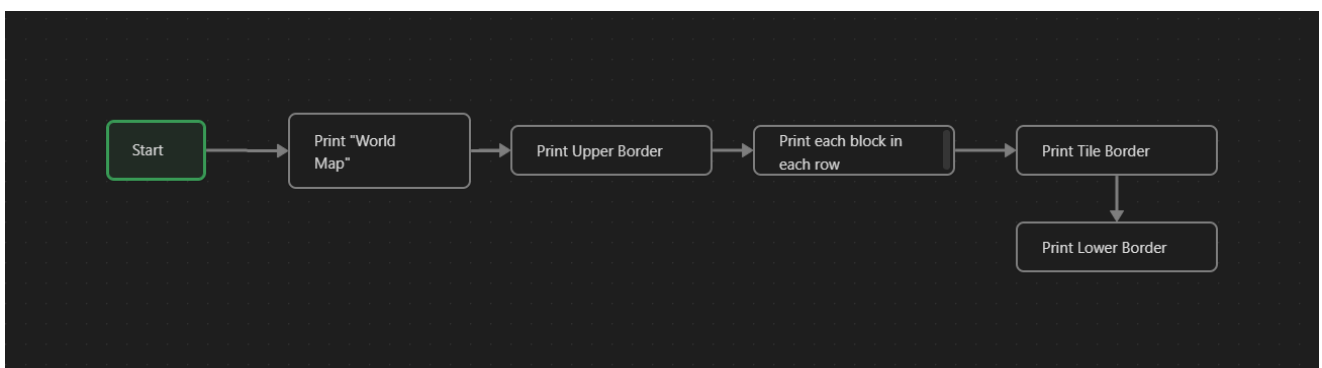 Start
Print "World
Map"
Print Upper Border
Print each block in
each row
Print Tile Border
Print Lower Border